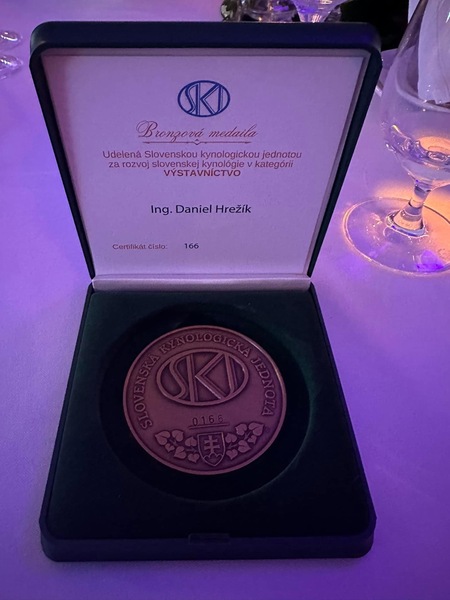 SKJ
Bronzová medaila
Udelená Slovenskou kynologickou jednotou
za rozvoj slovenskej kynológie v kategórii
VÝSTAVNÍCTVO
Ing. Daniel Hrežík
Certifikát číslo: 166
SLOVENSKÁ KYNOLOGICKÁ JEDNOTA
SKJ
0166